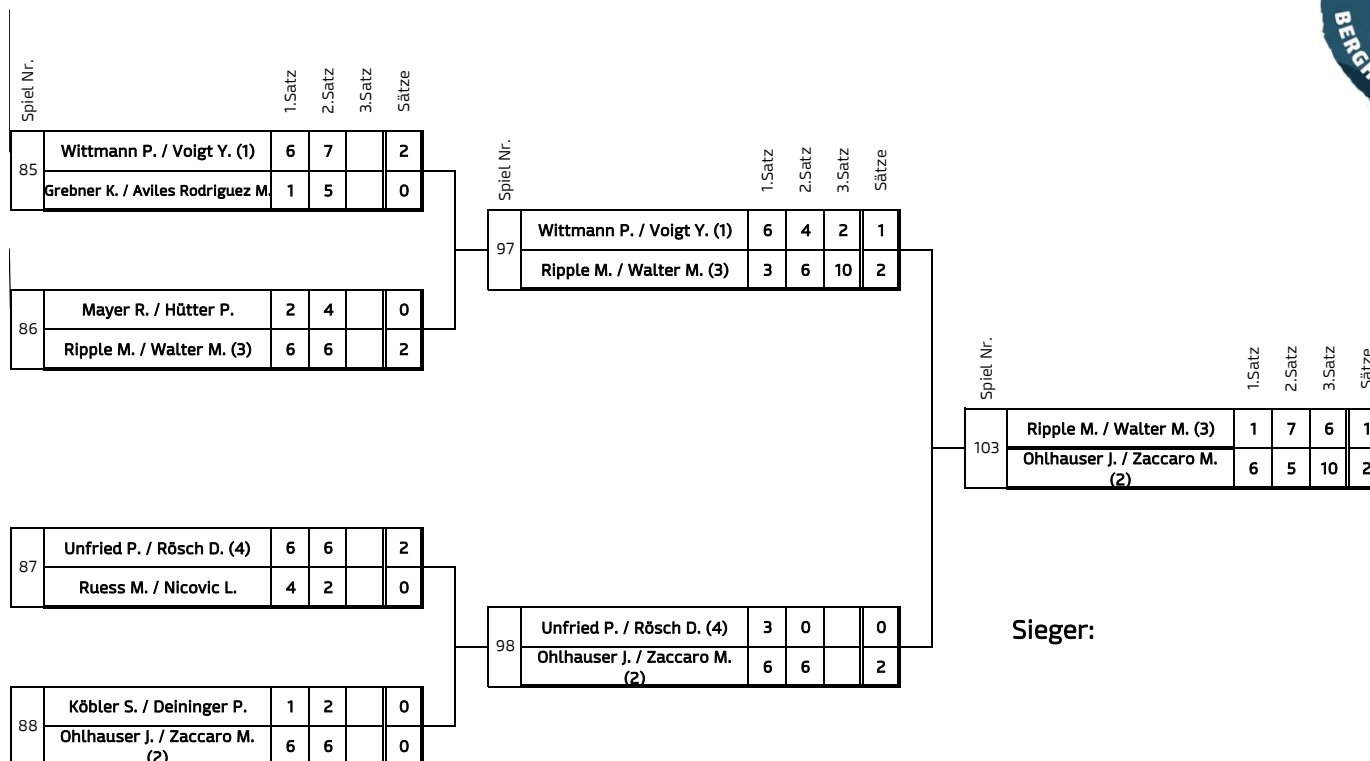 BERGH
Spiel Nr. 1.Satz 2.Satz 3.Satz Sätze
85 Wittmann P. / Voigt Y. (1) 6 7 2
Grebner K. / Aviles Rodriguez M. 1 5 0
86 Mayer R. / Hütter P. 2 4 0
Ripple M. / Walter M. (3) 6 6 2
87 Unfried P. / Rösch D. (4) 6 6 2
Ruess M. / Nicovic L. 4 2 0
88 Köbler S. / Deininger P. 1 2 0
Ohlhauser J. / Zaccaro M. 6 6 0
(2)
Spiel Nr. 1.Satz 2.Satz 3.Satz Sätze
97 Wittmann P. / Voigt Y. (1) 6 4 2 1
Ripple M. / Walter M. (3) 3 6 10 2
98 Unfried P. / Rösch D. (4) 3 0 0
Ohlhauser J. / Zaccaro M. 6 6 2
(2)
Spiel Nr. 1.Satz 2.Satz 3.Satz Sätze
103 Ripple M. / Walter M. (3) 1 7 6 1
Ohlhauser J. / Zaccaro M. 6 5 10 2
(2)
Sieger: